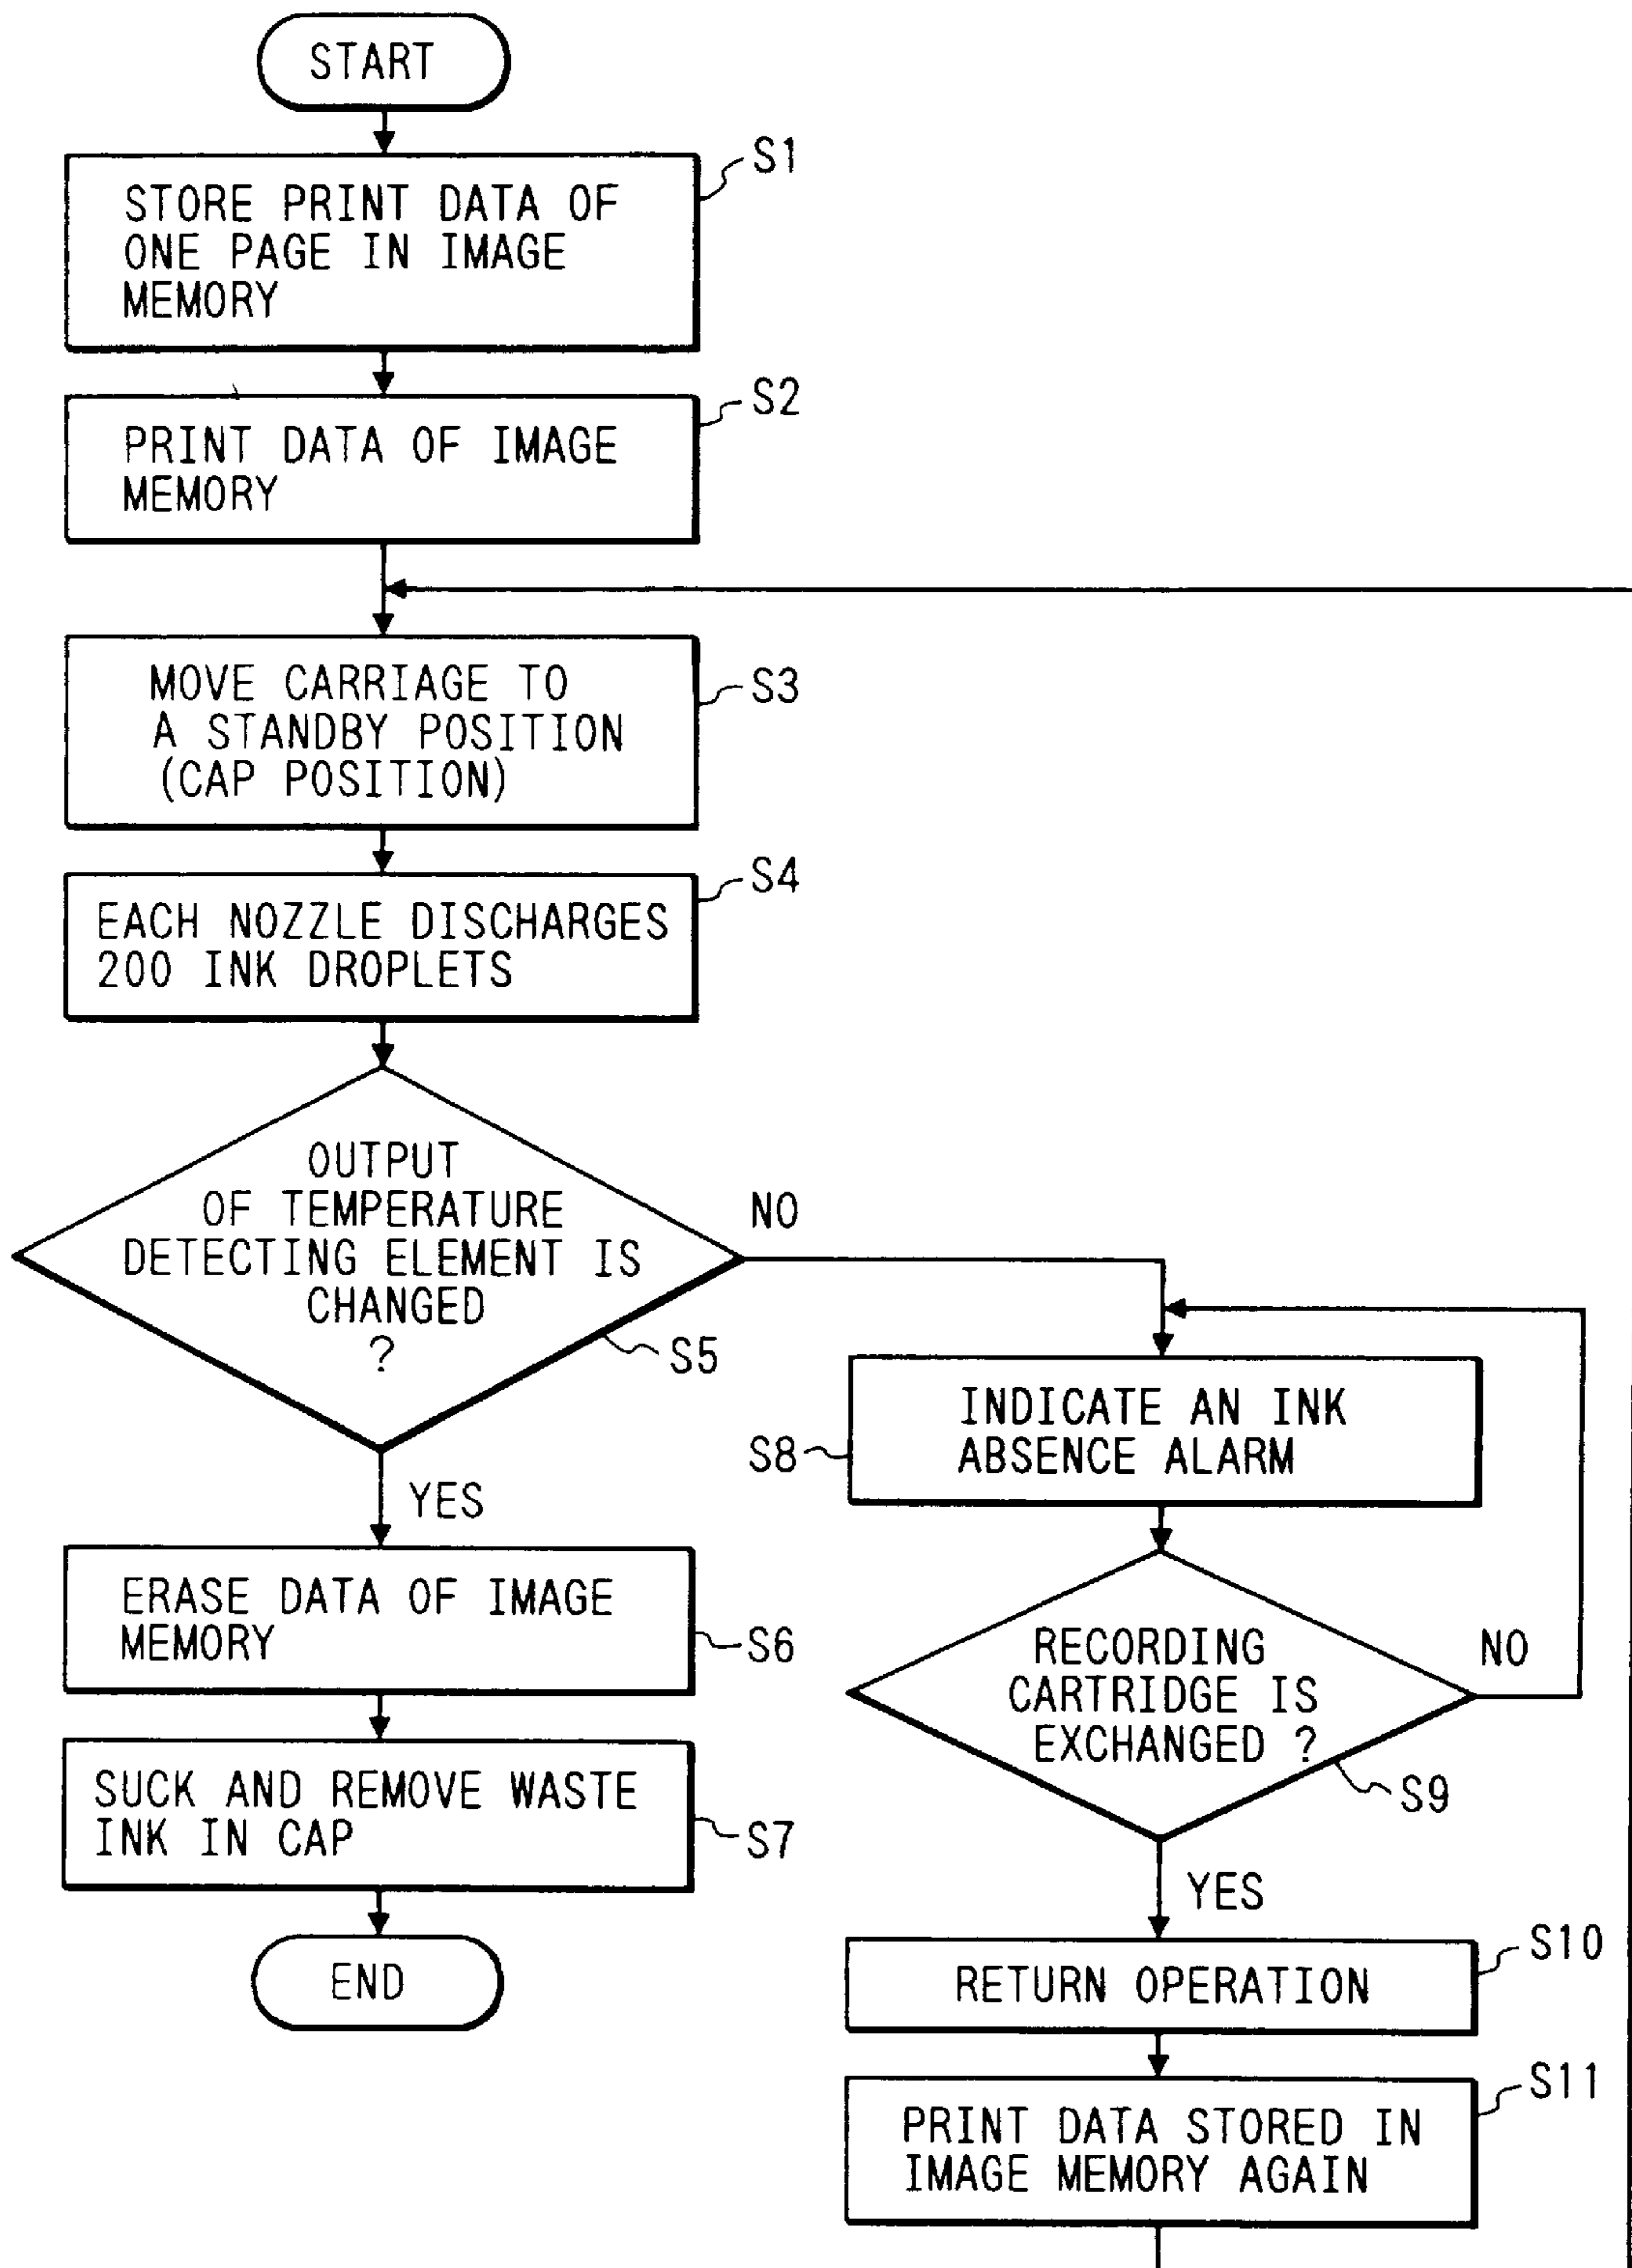 START
S1
STORE PRINT DATA OF
ONE PAGE IN IMAGE
MEMORY
S2
PRINT DATA OF IMAGE
MEMORY
S3
MOVE CARRIAGE TO
A STANDBY POSITION
(CAP POSITION)
S4
EACH NOZZLE DISCHARGES
200 INK DROPLETS
OUTPUT
OF TEMPERATURE
DETECTING ELEMENT IS
CHANGED
?
S5
NO
YES
ERASE DATA OF IMAGE
MEMORY
S6
SUCK AND REMOVE WASTE
INK IN CAP
S7
END
INDICATE AN INK
ABSENCE ALARM
S8
RECORDING
CARTRIDGE IS
EXCHANGED ?
S9
NO
YES
S10
RETURN OPERATION
S11
PRINT DATA STORED IN
IMAGE MEMORY AGAIN